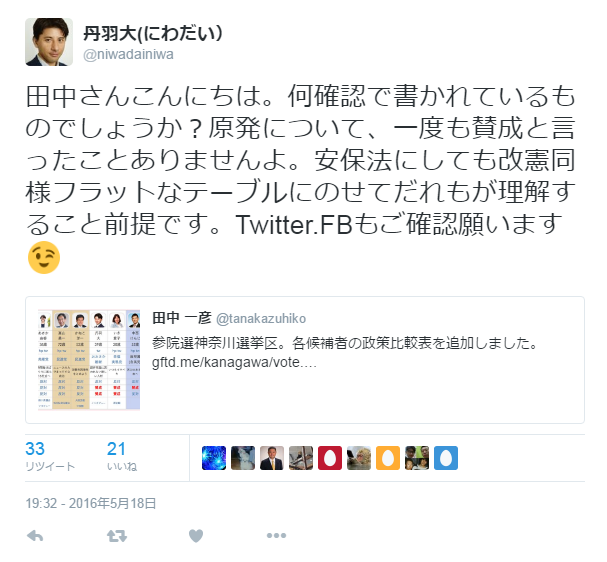 丹羽大(にわだい）
@niwadainiwa
田中さんこんにちは。何確認で書かれているも
のでしょうか？原発について、一度も賛成と言
ったことありませんよ。安保法にしても改憲同
様フラットなテーブルにのせてだれもが理解す
ること前提です。Twitter.FBもご確認願います
😉
田中 一彦 @tanakazuhiko
参院選神奈川選挙区。各候補者の政策比較表を追加しました。
gftd.me/kanagawa/vote.…
33 21
リツイート いいね
19:32 - 2016年5月18日